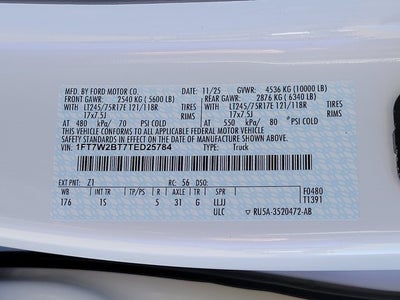 MFD. BY FORD MOTOR CO.
11/25 GVWR: 4536 KG (10000 LB)
FRONT GAWR: 2540 KG (5600 LB) REAR GAWR: 2876 KG (6340 LB)
LT245/75R17E 121/118R TIRES LT245/75R17E 121/118R TIRES
17x7.5J RIMS 17x7.5J RIMS
AT 480 kPa/ 70 PSI COLD AT 550 kPa/ 80 PSI COLD
THIS VEHICLE CONFORMS TO ALL APPLICABLE FEDERAL MOTOR VEHICLE
SAFETY STANDARDS IN EFFECT ON THE DATE OF MANUFACTURE SHOWN ABOVE.
VIN: 1FT7W2BT7TED25784 TYPE: Truck
EXT PNT: Z1 RC: 56 DSO: F0480
WB INT TR TP/PS R AXLE TR SPR T1391
176 1S 5 31 G LLJJ
ULC RU5A-3520472-AB